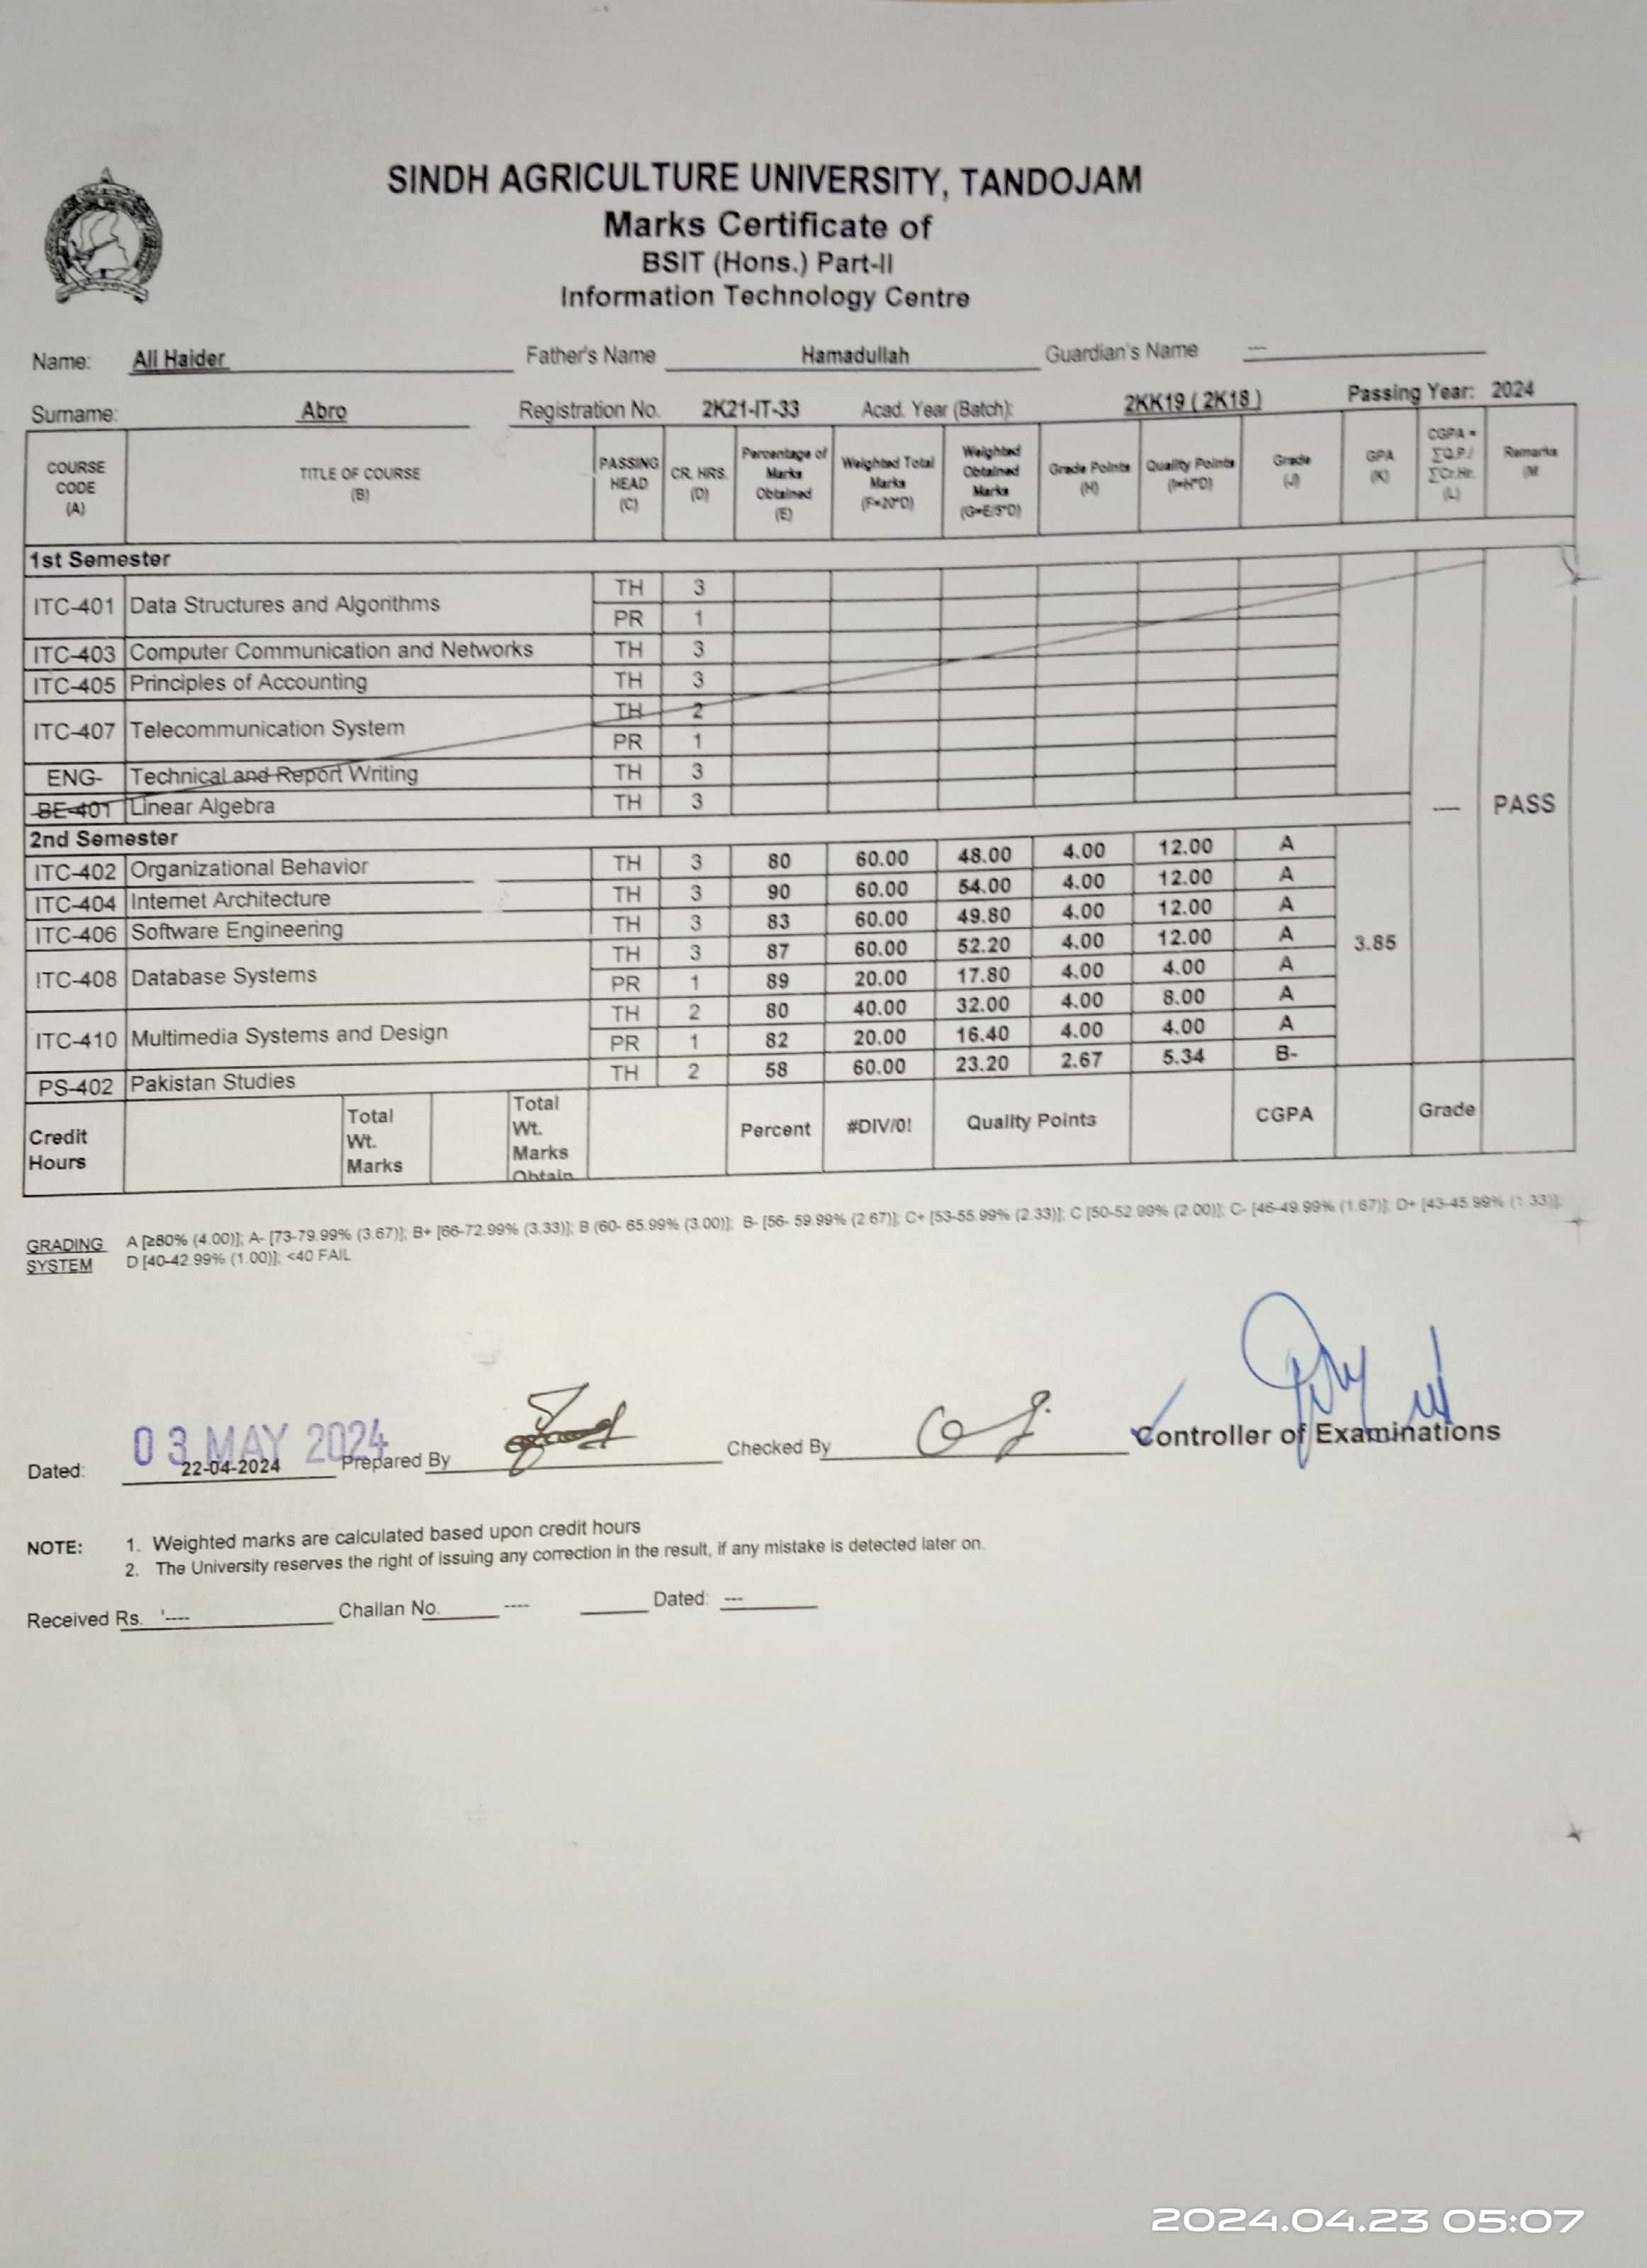 SINDH AGRICULTURE UNIVERSITY, TANDOJAM
Marks Certificate of
BSIT (Hons.) Part-II
Information Technology Centre
Name: Ali Haider Father's Name Hamadullah Guardian's Name ---
Surname: Abro Registration No. 2K21-IT-33 Acad. Year (Batch): 2KK19 ( 2K18 ) Passing Year: 2024
COURSE CODE (A) TITLE OF COURSE (B) PASSING HEAD (C) CR. HRS. (D) Percentage of Marks Obtained (E) Weighted Total Marks (F=20*D) Weighted Obtained Marks (G=E/5*D) Grade Points (H) Quality Points (I=H*D) Grade (J) GPA (K) CGPA = ∑Q.P./ ∑Cr.Hr. (L) Remarks (M
1st Semester
ITC-401 Data Structures and Algorithms TH 3
PR 1
ITC-403 Computer Communication and Networks TH 3
ITC-405 Principles of Accounting TH 3
ITC-407 Telecommunication System TH 2
PR 1
ENG- Technical and Report Writing TH 3
BE-401 Linear Algebra TH 3
--- PASS
2nd Semester
ITC-402 Organizational Behavior TH 3 80 60.00 48.00 4.00 12.00 A
ITC-404 Internet Architecture TH 3 90 60.00 54.00 4.00 12.00 A
ITC-406 Software Engineering TH 3 83 60.00 49.80 4.00 12.00 A
ITC-408 Database Systems TH 3 87 60.00 52.20 4.00 12.00 A 3.85
PR 1 89 20.00 17.80 4.00 4.00 A
ITC-410 Multimedia Systems and Design TH 2 80 40.00 32.00 4.00 8.00 A
PR 1 82 20.00 16.40 4.00 4.00 A
PS-402 Pakistan Studies TH 2 58 60.00 23.20 2.67 5.34 B-
Credit Hours Total Wt. Marks Total Wt. Marks Obtain Percent #DIV/0! Quality Points CGPA Grade
GRADING SYSTEM A [≥80% (4.00)]; A- [73-79.99% (3.67)]; B+ [66-72.99% (3.33)]; B (60- 65.99% (3.00)]; B- [56- 59.99% (2.67)]; C+ [53-55.99% (2.33)]; C [50-52.99% (2.00)]; C- [46-49.99% (1.67)]; D+ [43-45.99% (1.33)];
D [40-42.99% (1.00)]; <40 FAIL
03 MAY 2024
Dated: 22-04-2024 Prepared By Checked By Controller of Examinations
NOTE: 1. Weighted marks are calculated based upon credit hours
2. The University reserves the right of issuing any correction in the result, if any mistake is detected later on.
Received Rs. '---- Challan No. ---- Dated: ---
2024.04.23 05:07